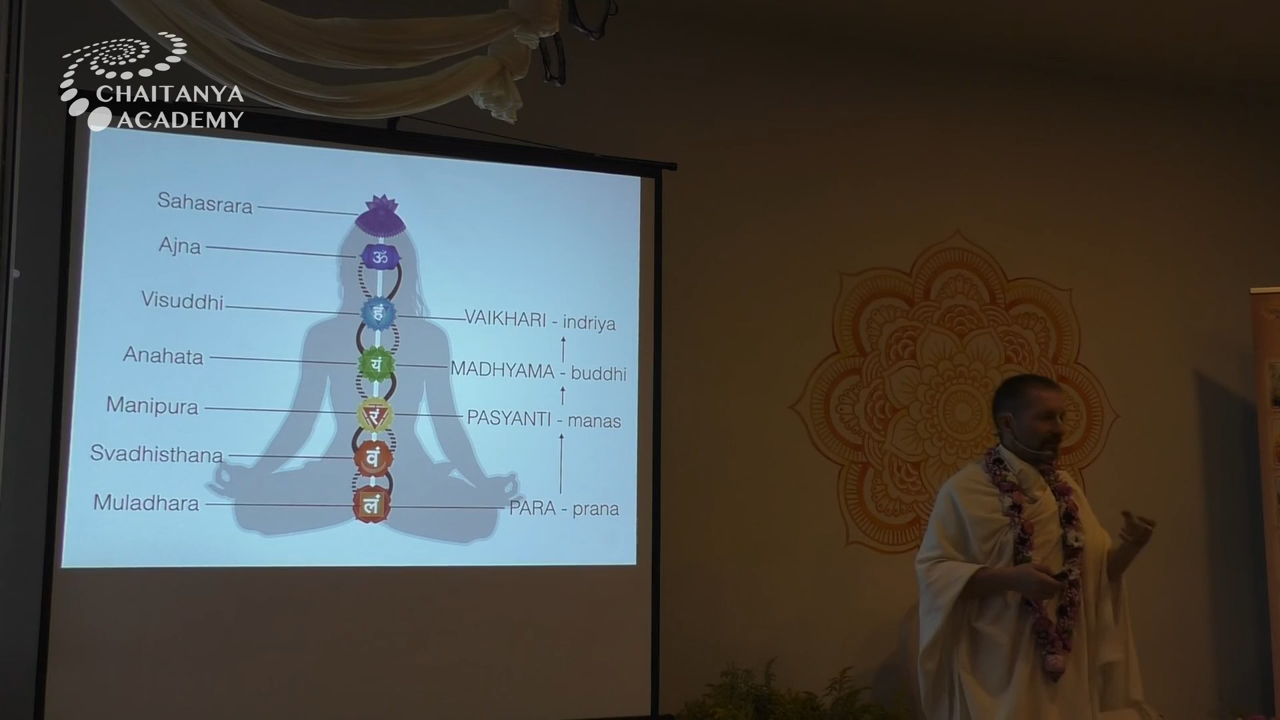 CHAITANYA
ACADEMY
Sahasrara
Ajna
ॐ
Visuddhi
हं
VAIKHARI - indriya
Anahata
यं
MADHYAMA - buddhi
Manipura
रं
PASYANTI - manas
Svadhisthana
वं
Muladhara
लं
PARA - prana